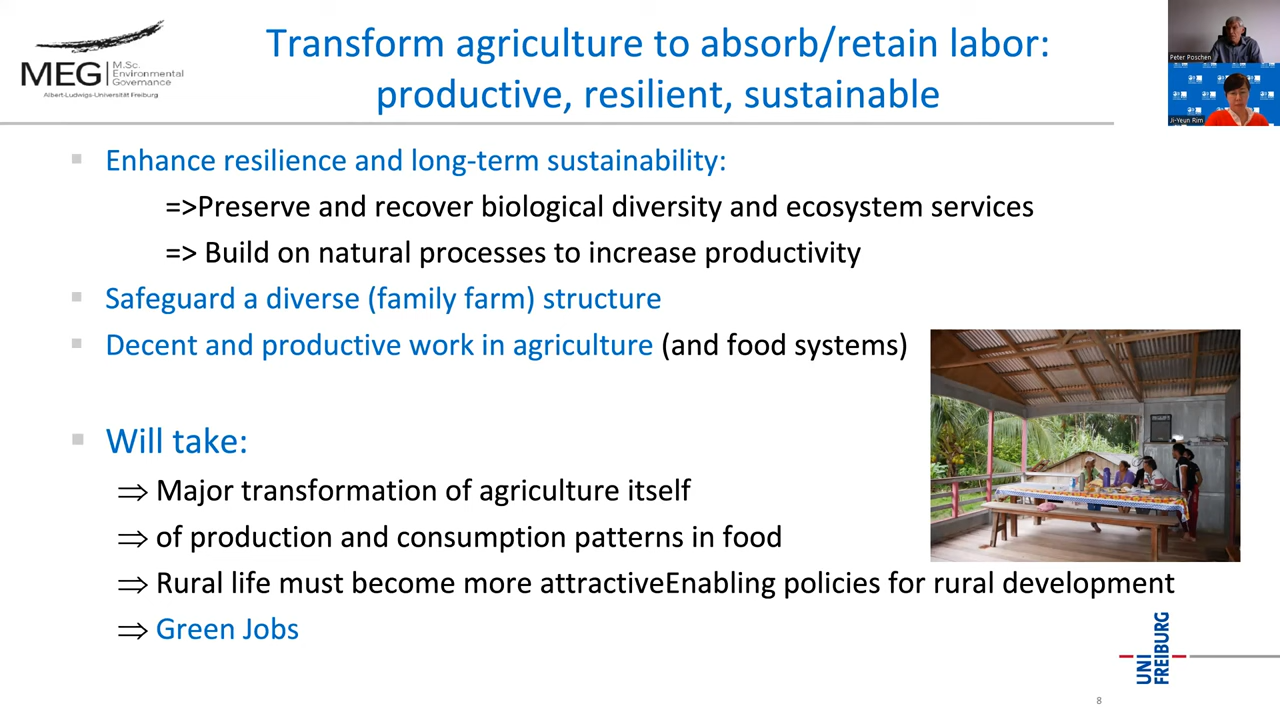 MEG
M.Sc.
Environmental
Governance
Albert-Ludwigs-Universität Freiburg
Transform agriculture to absorb/retain labor:
productive, resilient, sustainable
Peter Poschen
Ji-Yeun Rim
Enhance resilience and long-term sustainability:
=>Preserve and recover biological diversity and ecosystem services
=> Build on natural processes to increase productivity
Safeguard a diverse (family farm) structure
Decent and productive work in agriculture (and food systems)
Will take:
⇒ Major transformation of agriculture itself
⇒ of production and consumption patterns in food
⇒ Rural life must become more attractiveEnabling policies for rural development
⇒ Green Jobs
UNI
FREIBURG
8